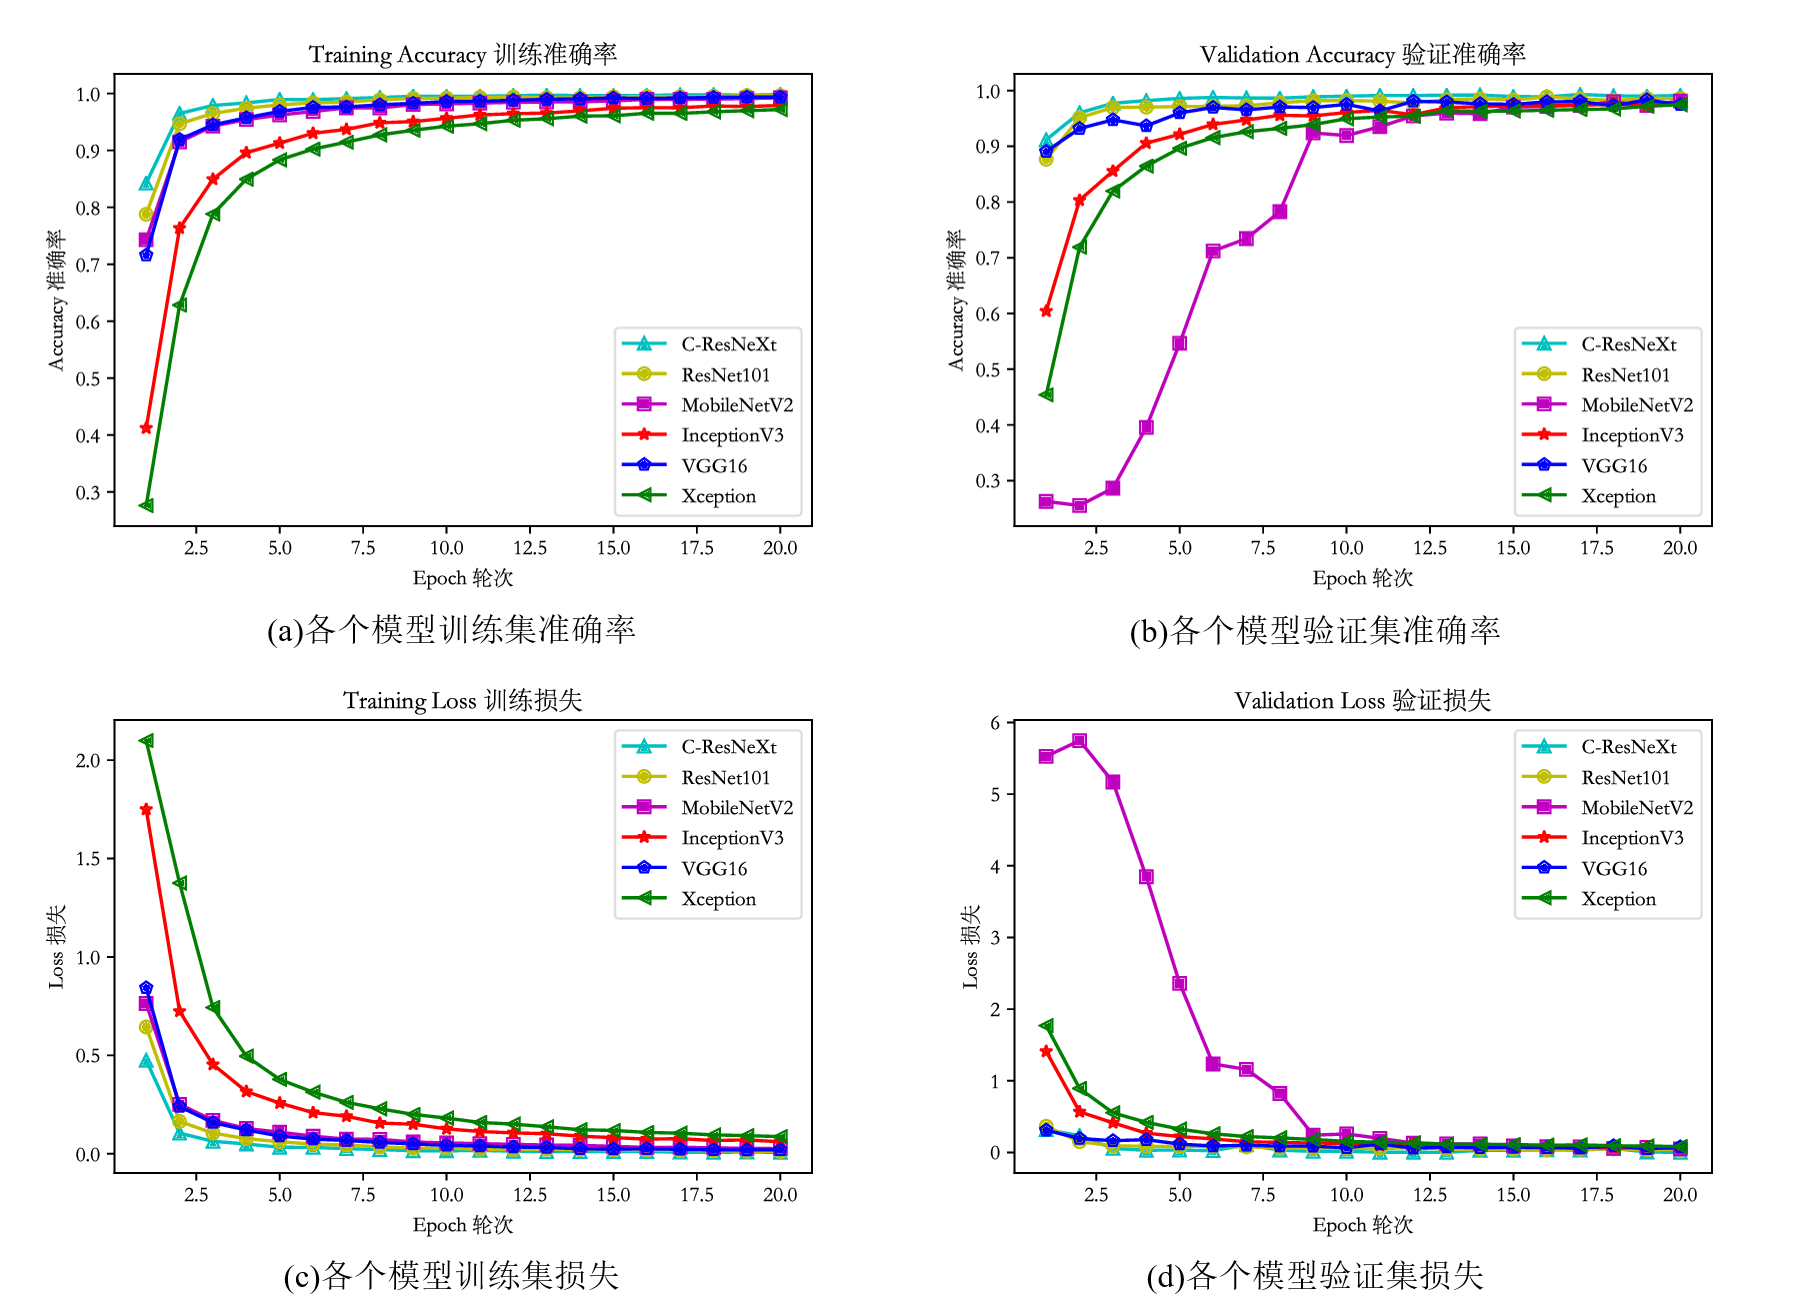 Training Accuracy 训练准确率
Accuracy 准确率
1.0
0.9
0.8
0.7
0.6
0.5
0.4
0.3
C-ResNeXt
ResNet101
MobileNetV2
InceptionV3
VGG16
Xception
2.5 5.0 7.5 10.0 12.5 15.0 17.5 20.0
Epoch 轮次
(a)各个模型训练集准确率
Validation Accuracy 验证准确率
Accuracy 准确率
1.0
0.9
0.8
0.7
0.6
0.5
0.4
0.3
C-ResNeXt
ResNet101
MobileNetV2
InceptionV3
VGG16
Xception
2.5 5.0 7.5 10.0 12.5 15.0 17.5 20.0
Epoch 轮次
(b)各个模型验证集准确率
Training Loss 训练损失
Loss 损失
2.0
1.5
1.0
0.5
0.0
C-ResNeXt
ResNet101
MobileNetV2
InceptionV3
VGG16
Xception
2.5 5.0 7.5 10.0 12.5 15.0 17.5 20.0
Epoch 轮次
(c)各个模型训练集损失
Validation Loss 验证损失
Loss 损失
6
5
4
3
2
1
0
C-ResNeXt
ResNet101
MobileNetV2
InceptionV3
VGG16
Xception
2.5 5.0 7.5 10.0 12.5 15.0 17.5 20.0
Epoch 轮次
(d)各个模型验证集损失